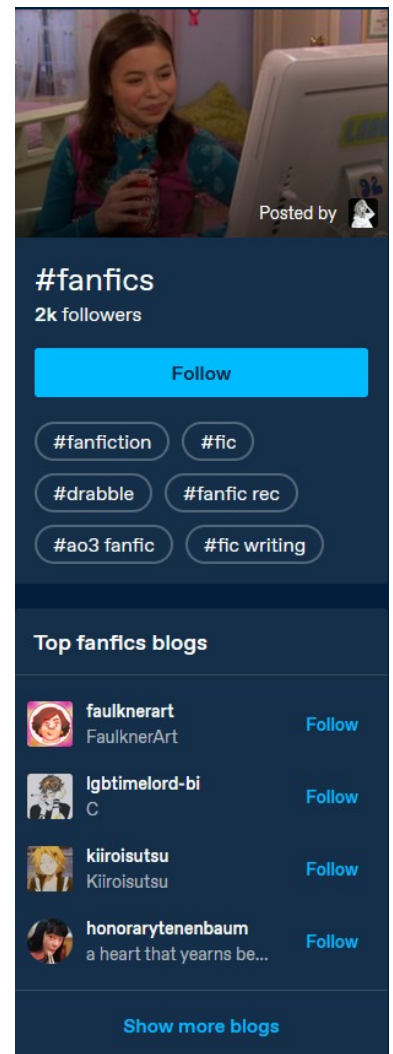 92
Posted by
#fanfics
2k followers
Follow
#fanfiction
#fic
#drabble
#fanfic rec
#ao3 fanfic
#fic writing
Top fanfics blogs
faulknerart
FaulknerArt
Follow
lgbtimelord-bi
C
Follow
kiiroisutsu
Kiiroisutsu
Follow
honorarytenenbaum
a heart that yearns be...
Follow
Show more blogs